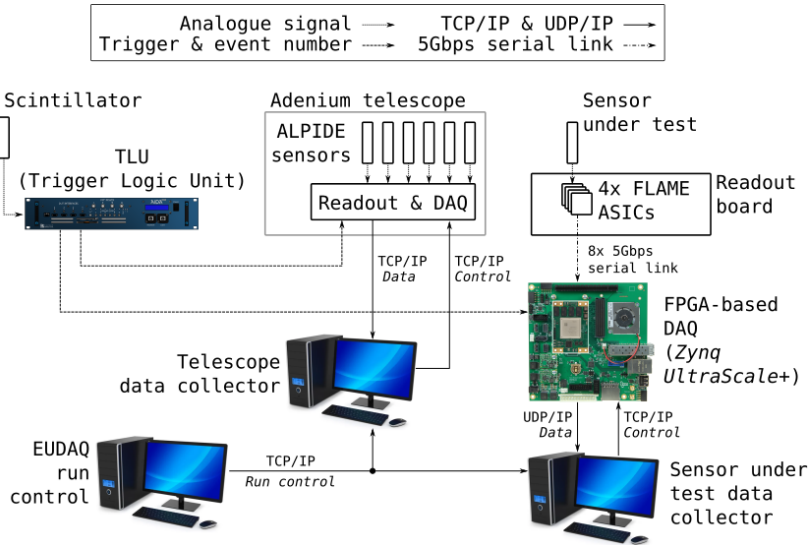 Analogue signal
TCP/IP & UDP/IP
Trigger & event number
5Gbps serial link
Scintillator
Adenium telescope
Sensor
under test
TLU
(Trigger Logic Unit)
ALPIDE
sensors
Readout & DAQ
4x FLAME
ASICs
Readout
board
TCP/IP
Data
TCP/IP
Control
8x 5Gbps
serial link
FPGA-based
DAQ
(Zynq
UltraScale+)
Telescope
data collector
UDP/IP
Data
TCP/IP
Control
EUDAQ
run
control
TCP/IP
Run control
Sensor under
test data
collector